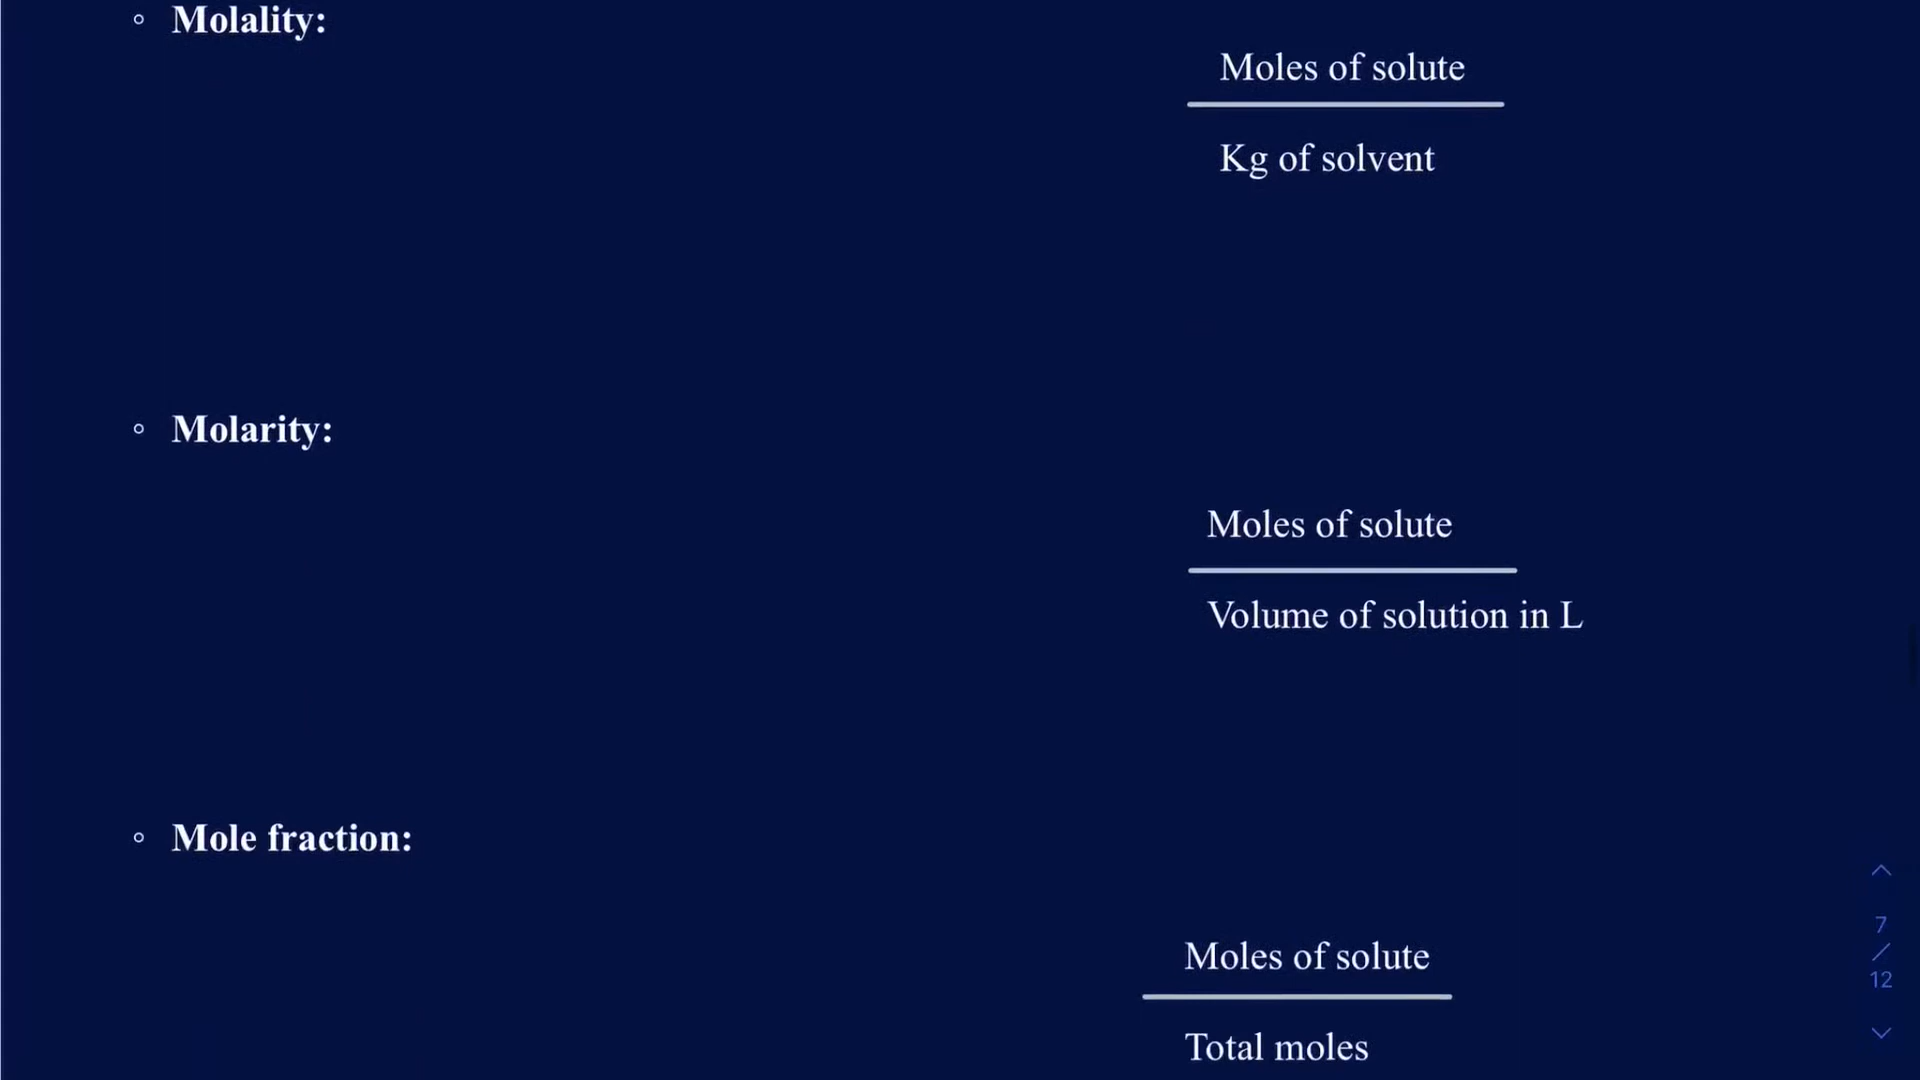 ◦ Molality:
Moles of solute
Kg of solvent
◦ Molarity:
Moles of solute
Volume of solution in L
◦ Mole fraction:
Moles of solute
Total moles
7
/
12